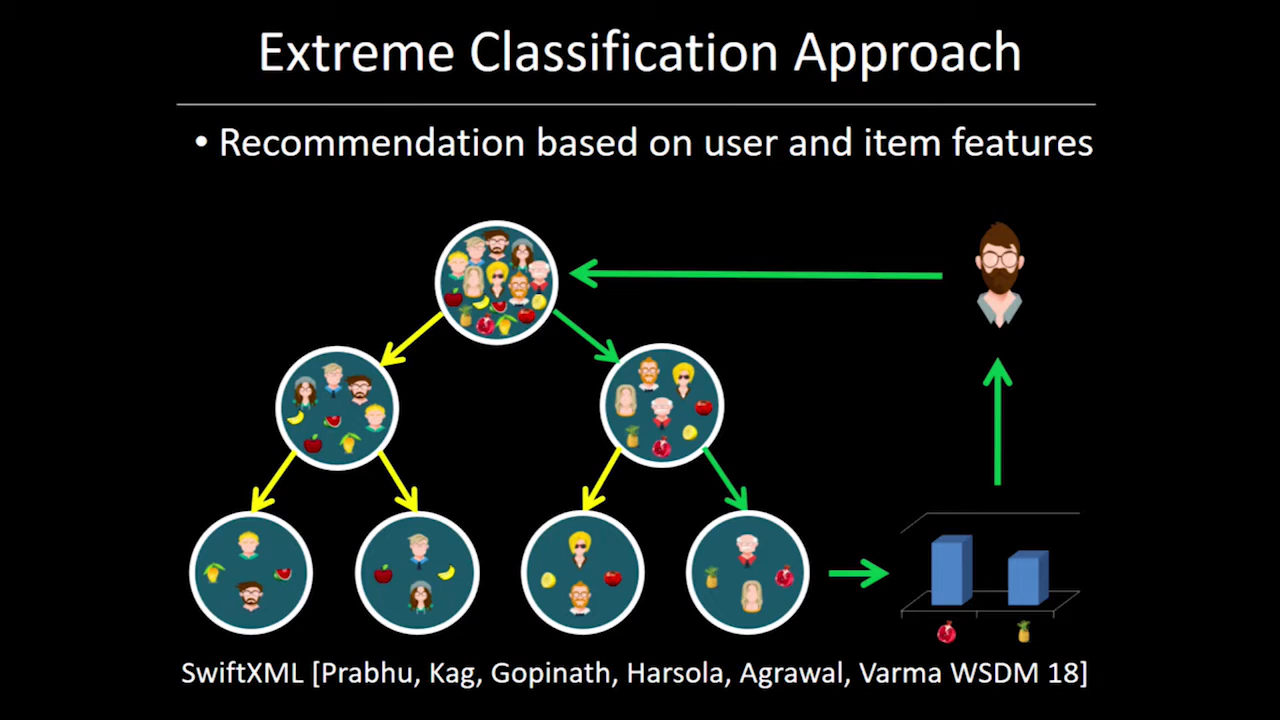 Extreme Classification Approach
• Recommendation based on user and item features
SwiftXML [Prabhu, Kag, Gopinath, Harsola, Agrawal, Varma WSDM 18]